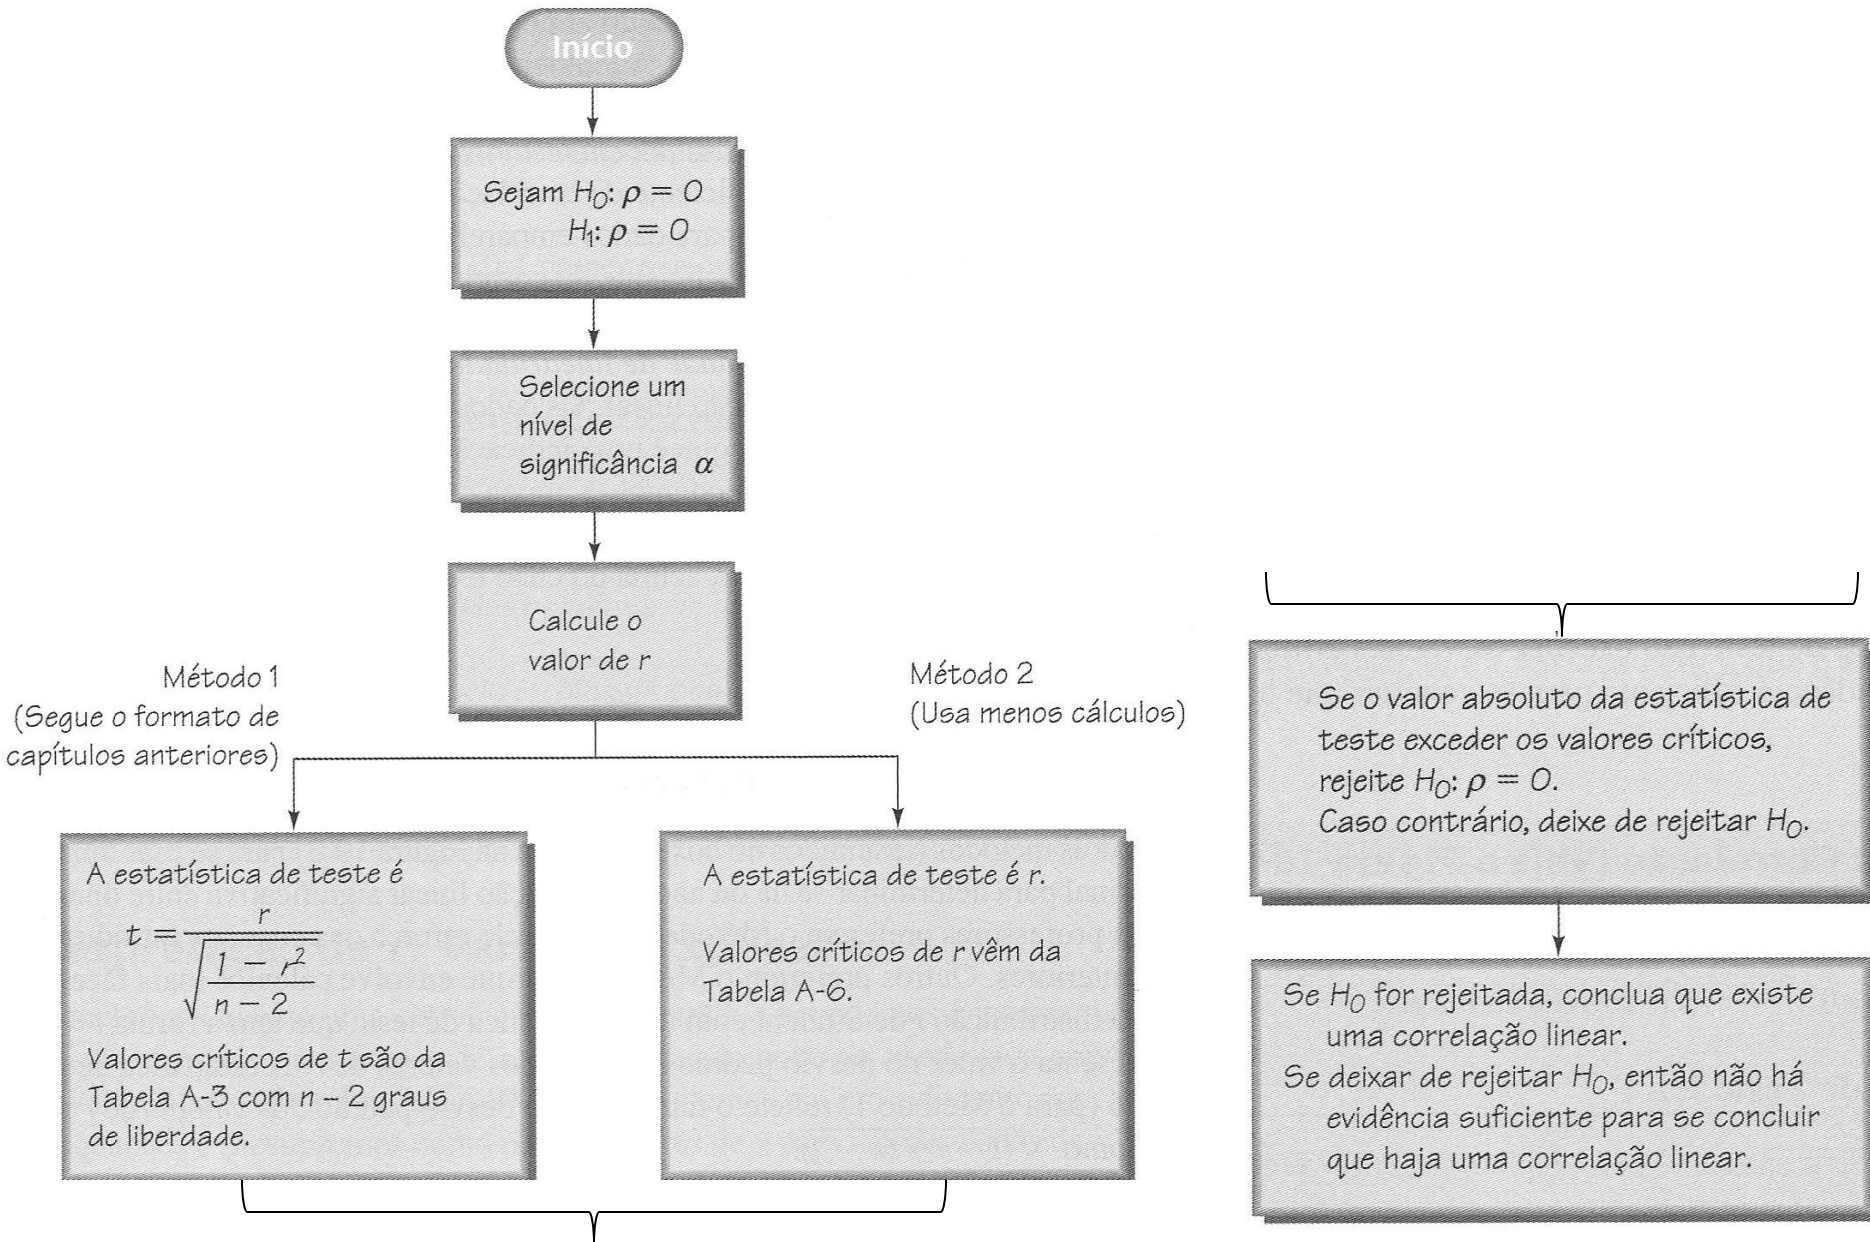 Início
Sejam H₀: ρ = 0
H₁: ρ = 0
Selecione um
nível de
significância α
Calcule o
valor de r
Método 1
(Segue o formato de
capítulos anteriores)
Método 2
(Usa menos cálculos)
A estatística de teste é
t = r / √((1 − r²) / (n − 2))
Valores críticos de t são da
Tabela A-3 com n – 2 graus
de liberdade.
A estatística de teste é r.
Valores críticos de r vêm da
Tabela A-6.
Se o valor absoluto da estatística de
teste exceder os valores críticos,
rejeite H₀: ρ = 0.
Caso contrário, deixe de rejeitar H₀.
Se H₀ for rejeitada, conclua que existe
uma correlação linear.
Se deixar de rejeitar H₀, então não há
evidência suficiente para se concluir
que haja uma correlação linear.